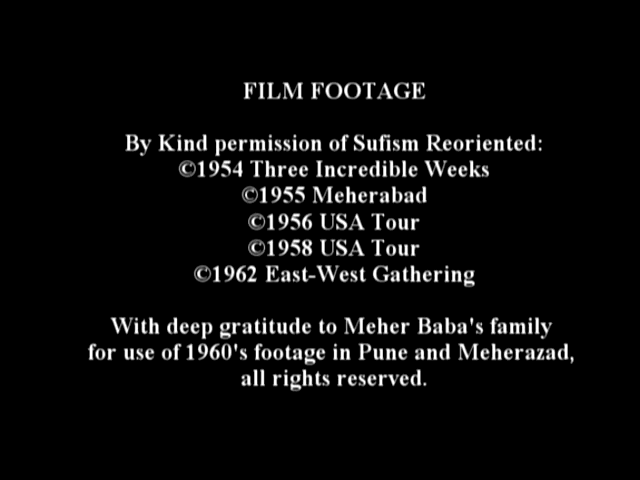 FILM FOOTAGE
By Kind permission of Sufism Reoriented:
©1954 Three Incredible Weeks
©1955 Meherabad
©1956 USA Tour
©1958 USA Tour
©1962 East-West Gathering
With deep gratitude to Meher Baba's family
for use of 1960's footage in Pune and Meherazad,
all rights reserved.